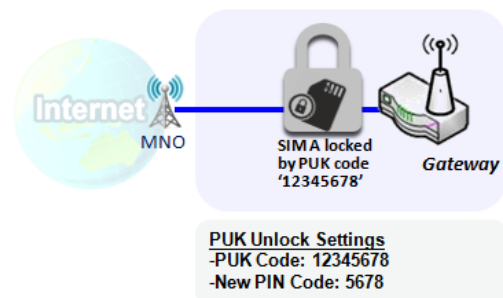 Internet
MNO
SIM A locked
by PUK code
‘12345678’
Gateway
PUK Unlock Settings
-PUK Code: 12345678
-New PIN Code: 5678